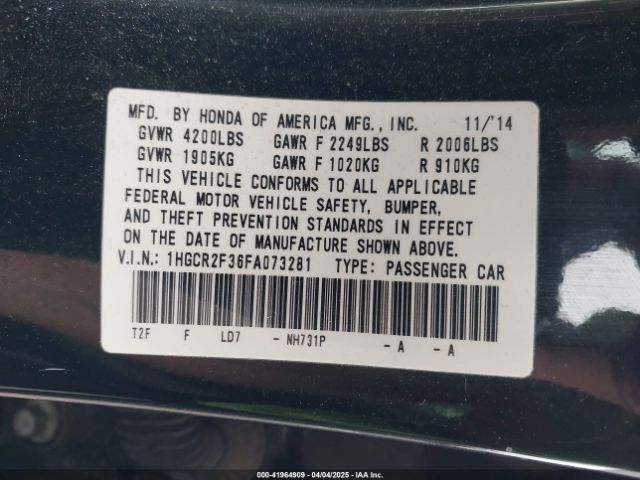 MFD. BY HONDA OF AMERICA MFG., INC. 11/'14
GVWR 4200LBS GAWR F 2249LBS R 2006LBS
GVWR 1905KG GAWR F 1020KG R 910KG
THIS VEHICLE CONFORMS TO ALL APPLICABLE
FEDERAL MOTOR VEHICLE SAFETY, BUMPER,
AND THEFT PREVENTION STANDARDS IN EFFECT
ON THE DATE OF MANUFACTURE SHOWN ABOVE.
V.I.N.: 1HGCR2F36FA073281 TYPE: PASSENGER CAR
T2F F LD7 - NH731P - A - A
000-41964909 | 04/04/2025 | IAA Inc.